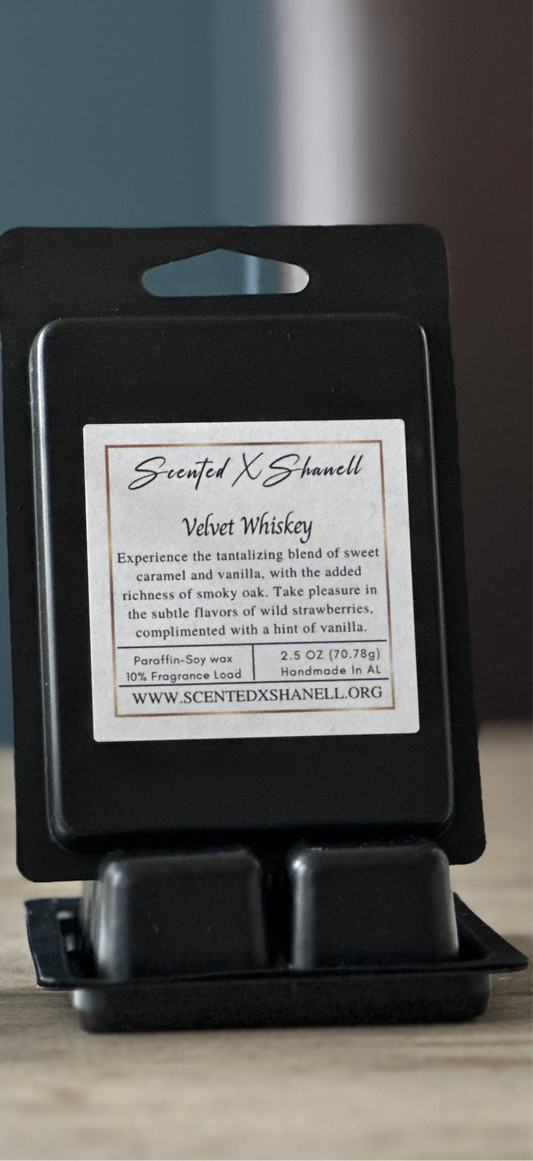 Scented X Shanell
Velvet Whiskey
Experience the tantalizing blend of sweet
caramel and vanilla, with the added
richness of smoky oak. Take pleasure in
the subtle flavors of wild strawberries,
complimented with a hint of vanilla.
Paraffin-Soy wax
10% Fragrance Load
2.5 OZ (70.78g)
Handmade In AL
WWW.SCENTEDXSHANELL.ORG